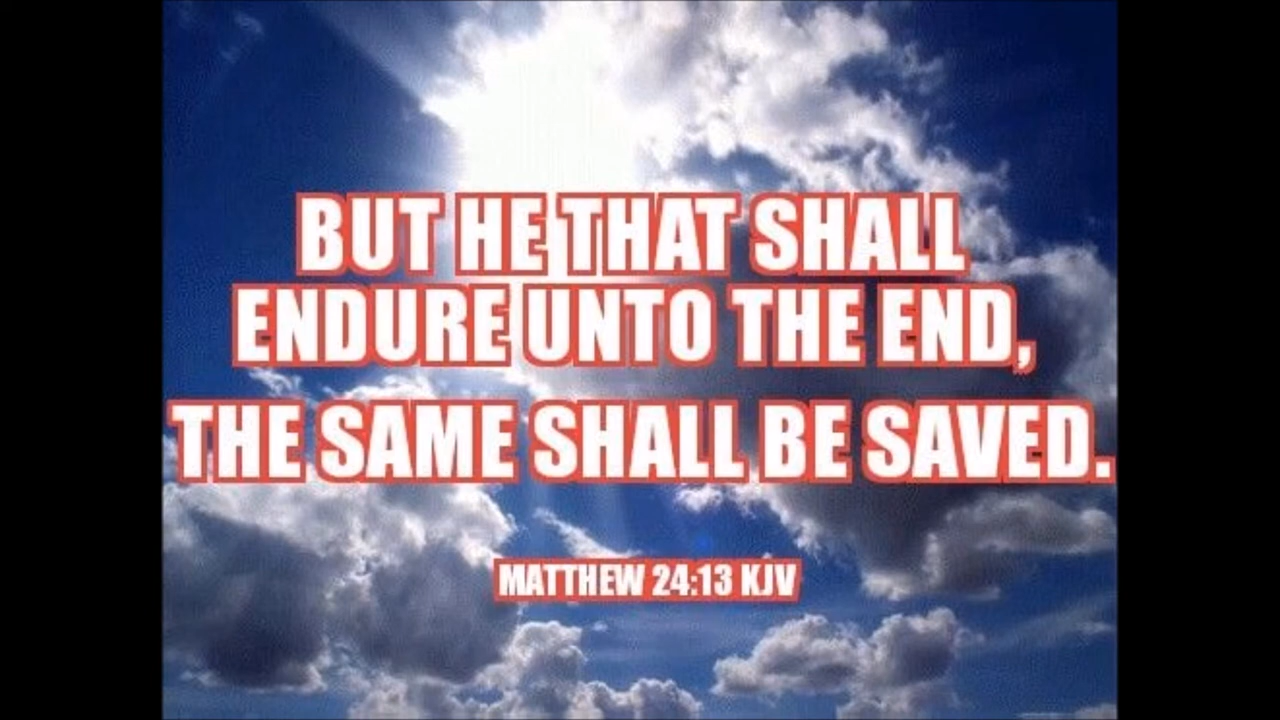 BUT HE THAT SHALL
ENDURE UNTO THE END,
THE SAME SHALL BE SAVED.
MATTHEW 24:13 KJV